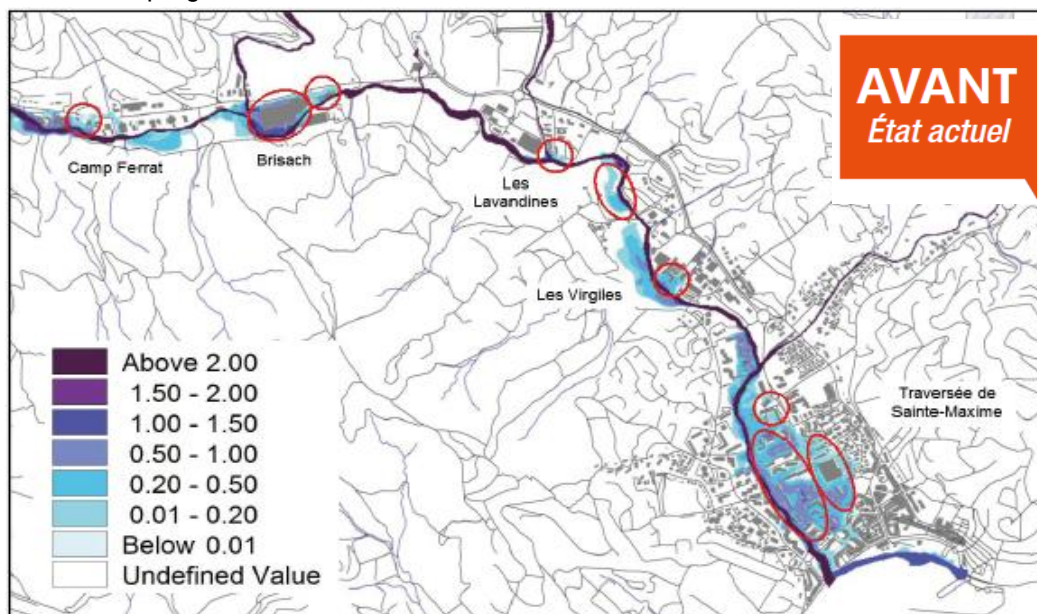 AVANT
État actuel
Camp Ferrat
Brisach
Les
Lavandines
Les Virgiles
Traversée de
Sainte-Maxime
Above 2.00
1.50 - 2.00
1.00 - 1.50
0.50 - 1.00
0.20 - 0.50
0.01 - 0.20
Below 0.01
Undefined Value